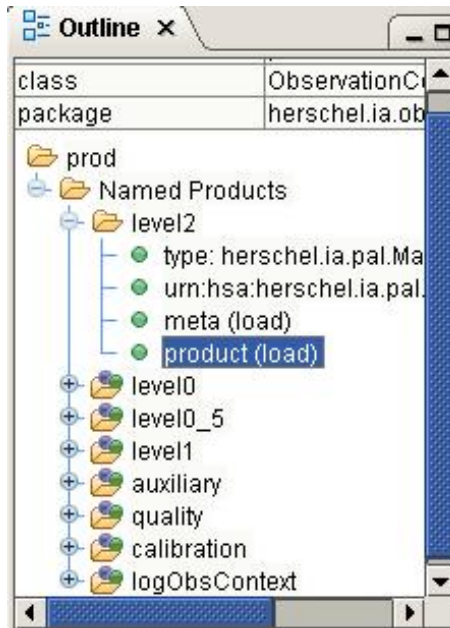 Outline
class ObservationC
package herschel.ia.ob
prod
Named Products
level2
type: herschel.ia.pal.Ma
urn:hsa:herschel.ia.pal.
meta (load)
product (load)
level0
level0_5
level1
auxiliary
quality
calibration
logObsContext